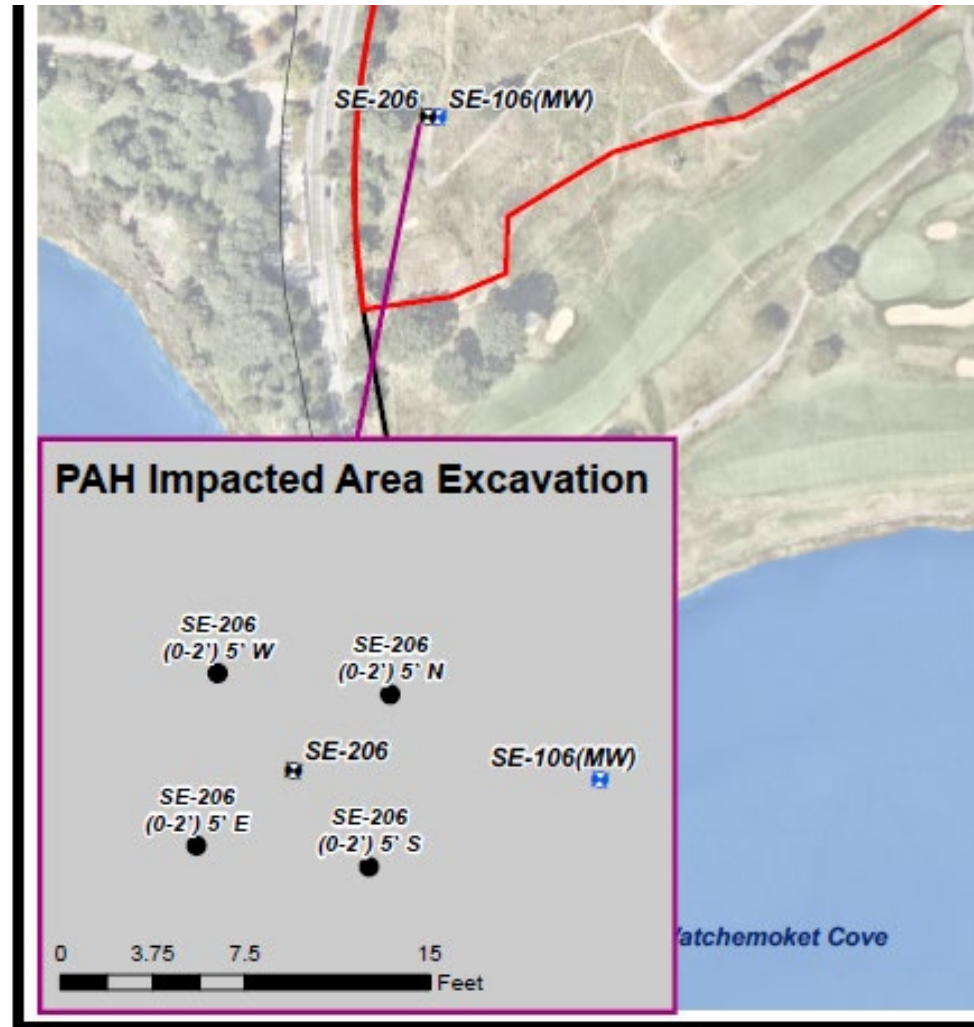 SE-206 SE-106(MW)
PAH Impacted Area Excavation
SE-206
(0-2`) 5` W
SE-206
(0-2`) 5` N
SE-206
SE-106(MW)
SE-206
(0-2`) 5` E
SE-206
(0-2`) 5` S
0 3.75 7.5 15
Feet
Cove